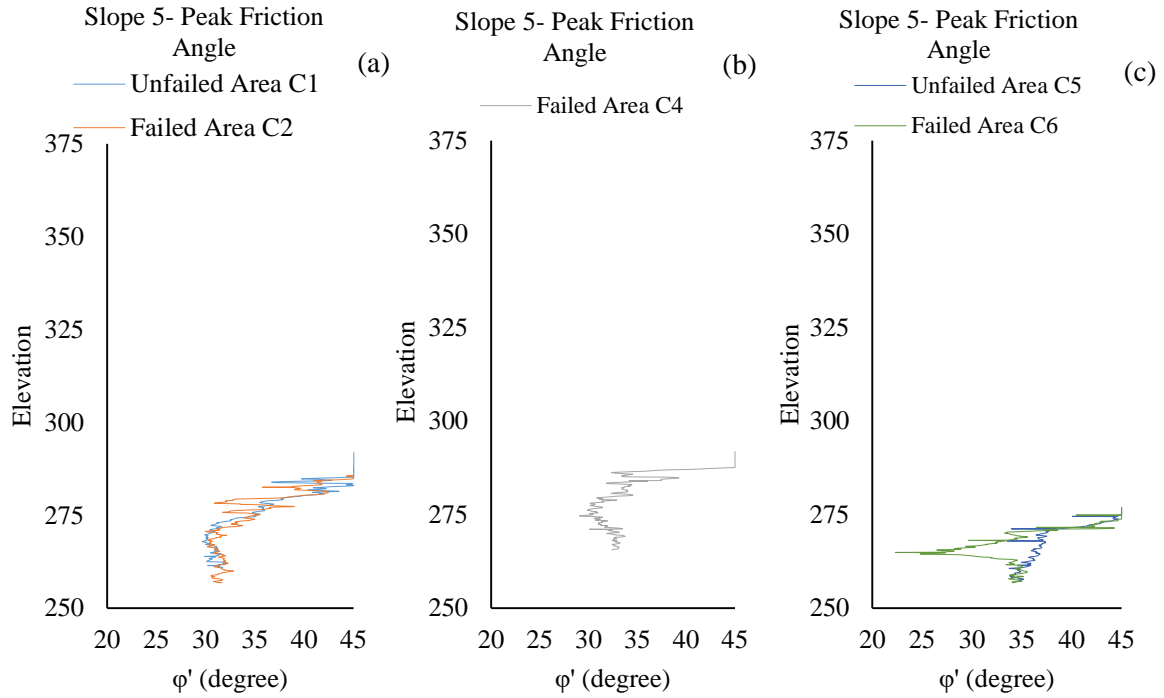 Slope 5- Peak Friction
Angle
(a)
Unfailed Area C1
Failed Area C2
375
350
325
300
275
250
Elevation
20 25 30 35 40 45
φ' (degree)
Slope 5- Peak Friction
Angle
(b)
Failed Area C4
375
350
325
300
275
250
Elevation
20 25 30 35 40 45
φ' (degree)
Slope 5- Peak Friction
Angle
(c)
Unfailed Area C5
Failed Area C6
375
350
325
300
275
250
Elevation
20 25 30 35 40 45
φ' (degree)